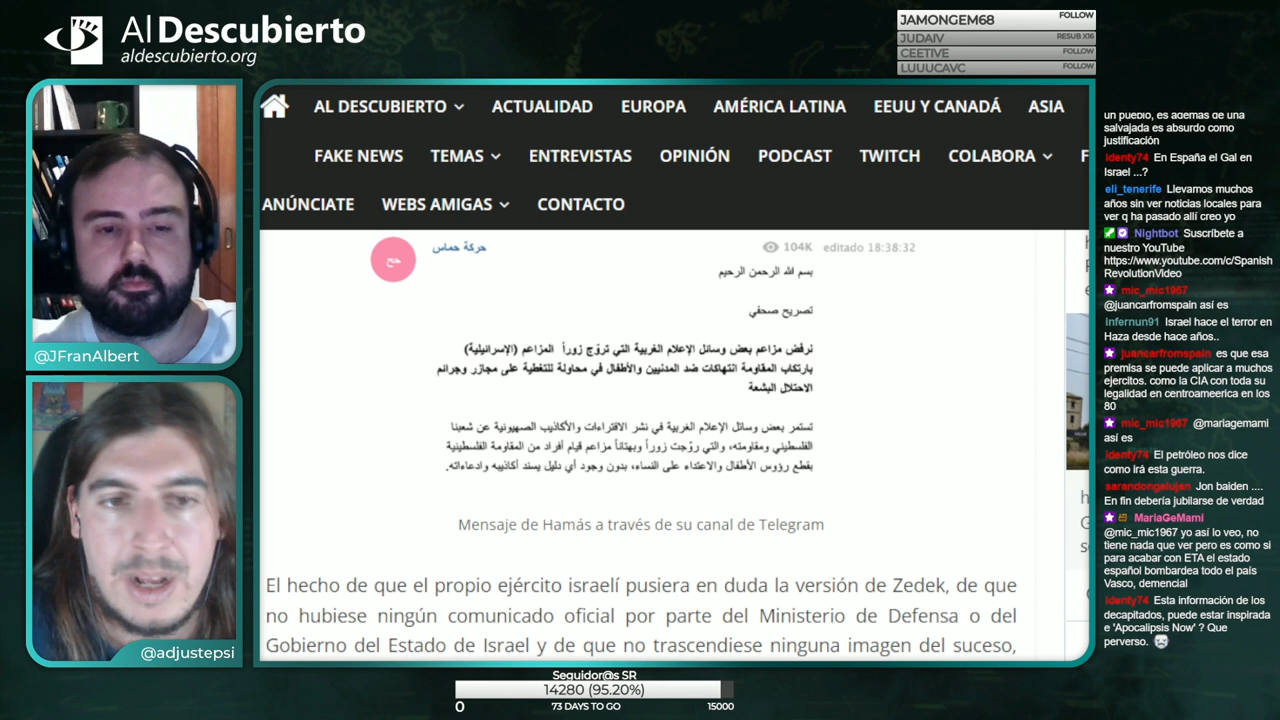 Al Descubierto
aldescubierto.org
JAMONGEM68 FOLLOW
JUDAIV RESUB X16
CEETIVE FOLLOW
LUUUCAVC FOLLOW
AL DESCUBIERTO ACTUALIDAD EUROPA AMÉRICA LATINA EEUU Y CANADÁ ASIA
FAKE NEWS TEMAS ENTREVISTAS OPINIÓN PODCAST TWITCH COLABORA F
ANÚNCIATE WEBS AMIGAS CONTACTO
حح
حركة حماس
104K editado 18:38:32
بسم الله الرحمن الرحيم
تصريح صحفي
نرفض مزاعم بعض وسائل الإعلام الغربية التي تروّج زوراً المزاعم (الإسرائيلية)
بارتكاب المقاومة انتهاكات ضد المدنيين والأطفال في محاولة للتغطية على مجازر وجرائم
الاحتلال البشعة
تستمر بعض وسائل الإعلام الغربية في نشر الافتراءات والأكاذيب الصهيونية عن شعبنا
الفلسطيني ومقاومته، والتي روّجت زوراً وبهتاناً مزاعم قيام أفراد من المقاومة الفلسطينية
بقطع رؤوس الأطفال والاعتداء على النساء، بدون وجود أي دليل يسند أكاذيبه وادعاءاته.
Mensaje de Hamás a través de su canal de Telegram
El hecho de que el propio ejército israelí pusiera en duda la versión de Zedek, de que
no hubiese ningún comunicado oficial por parte del Ministerio de Defensa o del
Gobierno del Estado de Israel y de que no trascendiese ninguna imagen del suceso,
@JFranAlbert
@adjustepsi
un pueblo, es además de una
salvajada es absurdo como
justificación
identy74 En España el Gal en
Israel ...?
eli_tenerife Llevamos muchos
años sin ver noticias locales para
ver q ha pasado allí creo yo
Nightbot Suscríbete a
nuestro YouTube
https://www.youtube.com/c/Spanish
RevolutionVideo
mic_mic1967
@juancarfromspain así es
infernun91 Israel hace el terror en
Haza desde hace años..
juancarfromspain es que esa
premisa se puede aplicar a muchos
ejercitos. como la CIA con toda su
legalidad en centroameerica en los
80
mic_mic1967 @mariagemami
así es
identy74 El petróleo nos dice
como irá esta guerra.
sarandongelujen Jon baiden ....
En fin debería jubilarse de verdad
MariaGeMami
@mic_mic1967 yo así lo veo, no
tiene nada que ver pero es como si
para acabar con ETA el estado
español bombardea todo el país
Vasco, demencial
identy74 Esta información de los
decapitados, puede estar inspirada
e 'Apocalipsis Now' ? Que
perverso.
Seguidor@s SR
14280 (95.20%)
0 73 DAYS TO GO 15000